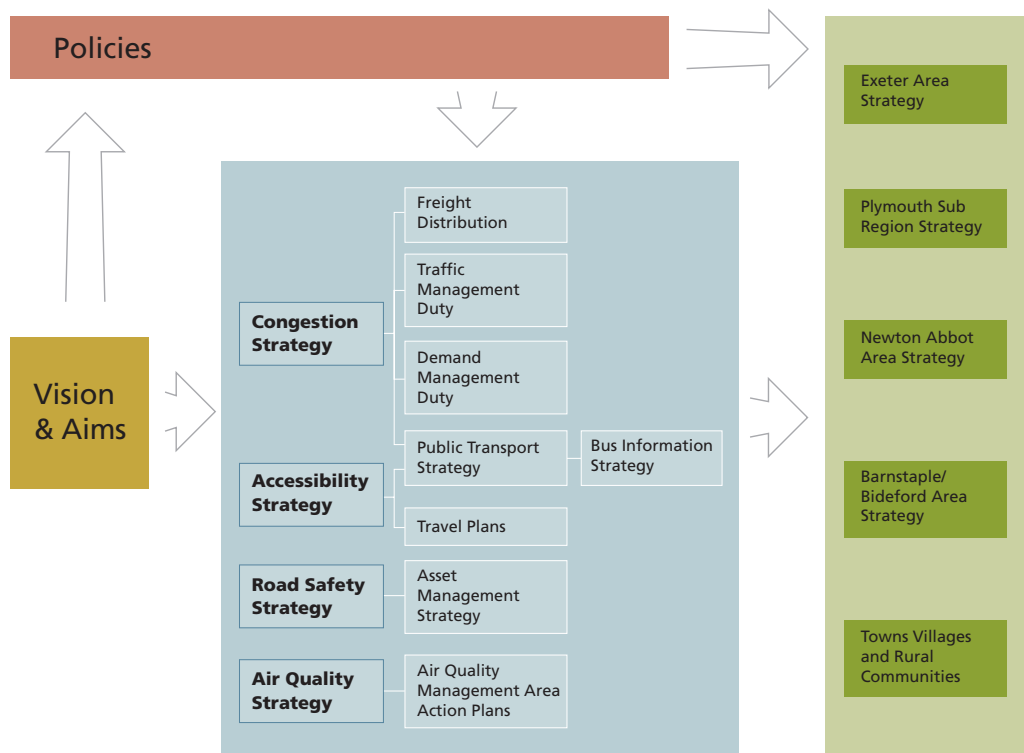 Policies
Vision
& Aims
Congestion
Strategy
Freight
Distribution
Traffic
Management
Duty
Demand
Management
Duty
Public Transport
Strategy
Bus Information
Strategy
Accessibility
Strategy
Travel Plans
Road Safety
Strategy
Asset
Management
Strategy
Air Quality
Strategy
Air Quality
Management Area
Action Plans
Exeter Area
Strategy
Plymouth Sub
Region Strategy
Newton Abbot
Area Strategy
Barnstaple/
Bideford Area
Strategy
Towns Villages
and Rural
Communities